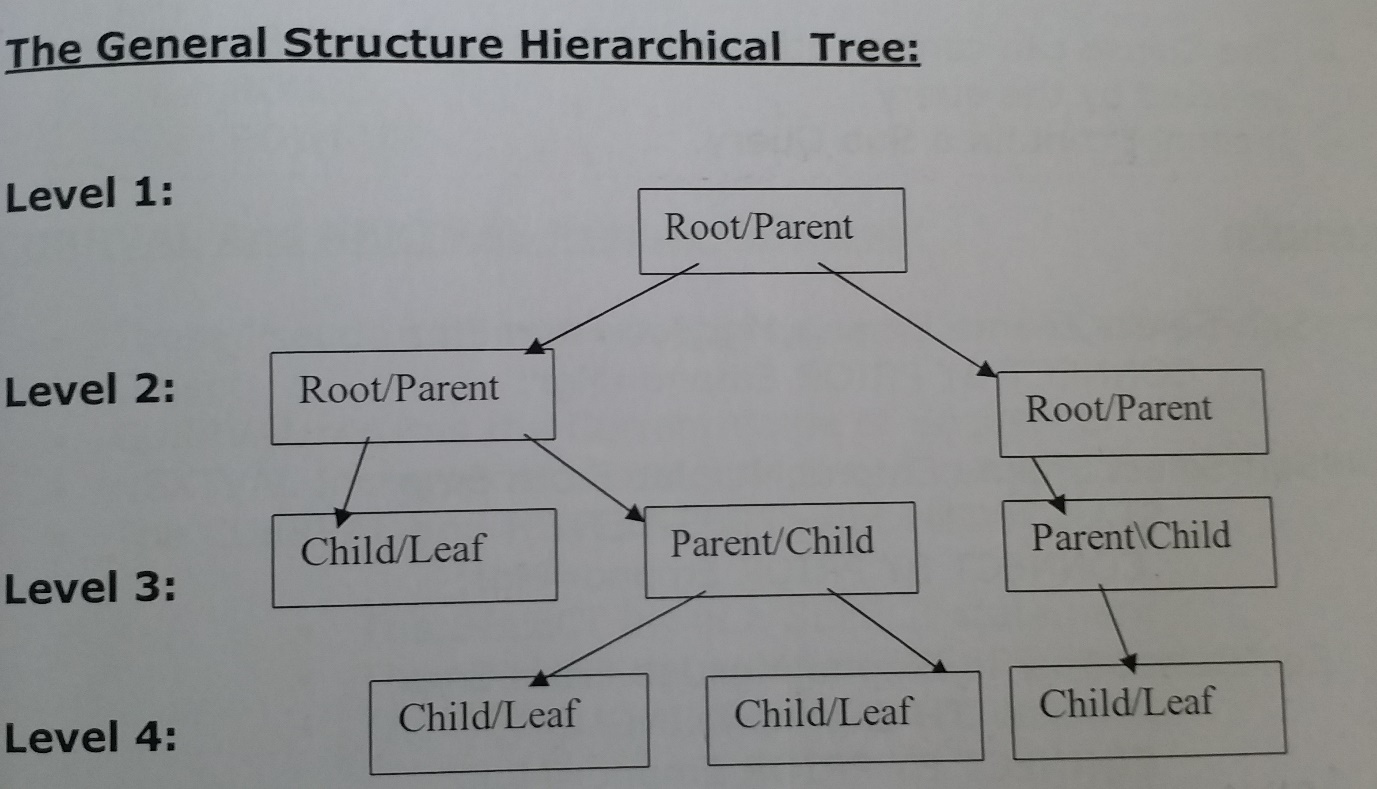 The General Structure Hierarchical Tree:
Level 1:
Root/Parent
Level 2:
Root/Parent
Root/Parent
Level 3:
Child/Leaf
Parent/Child
Parent\Child
Level 4:
Child/Leaf
Child/Leaf
Child/Leaf